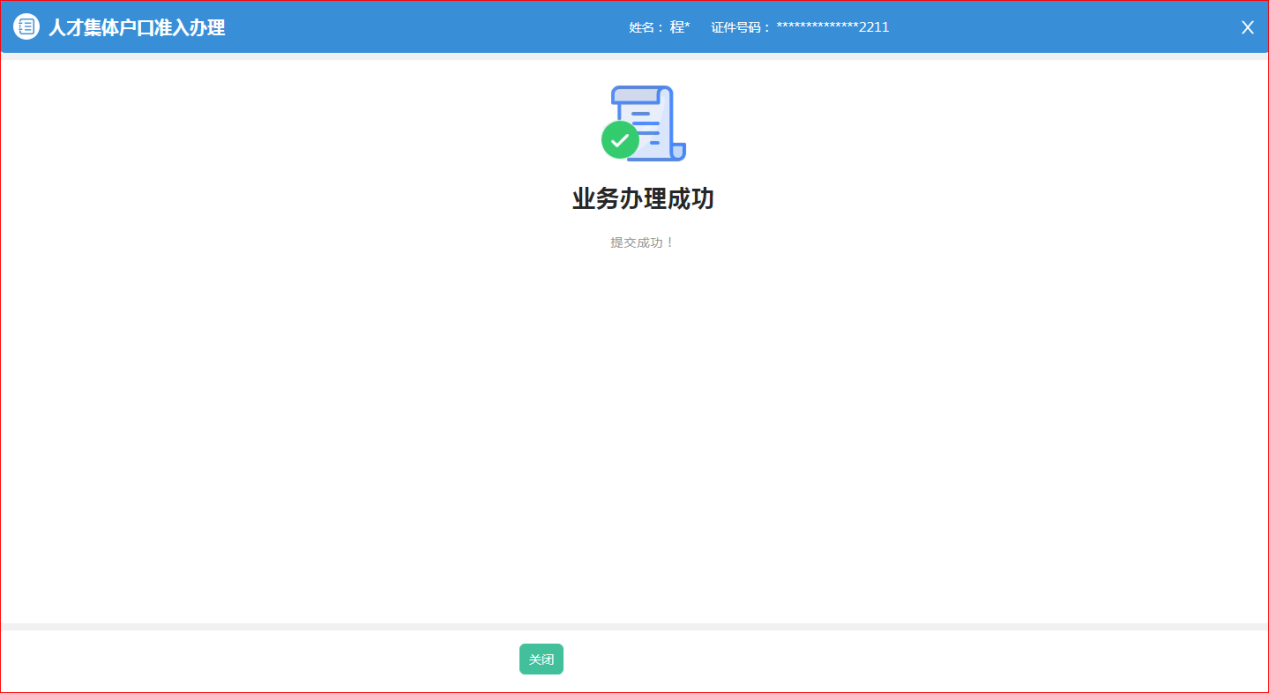 人才集体户口准入办理
姓名： 程* 证件号码： **************2211
业务办理成功
提交成功！
关闭